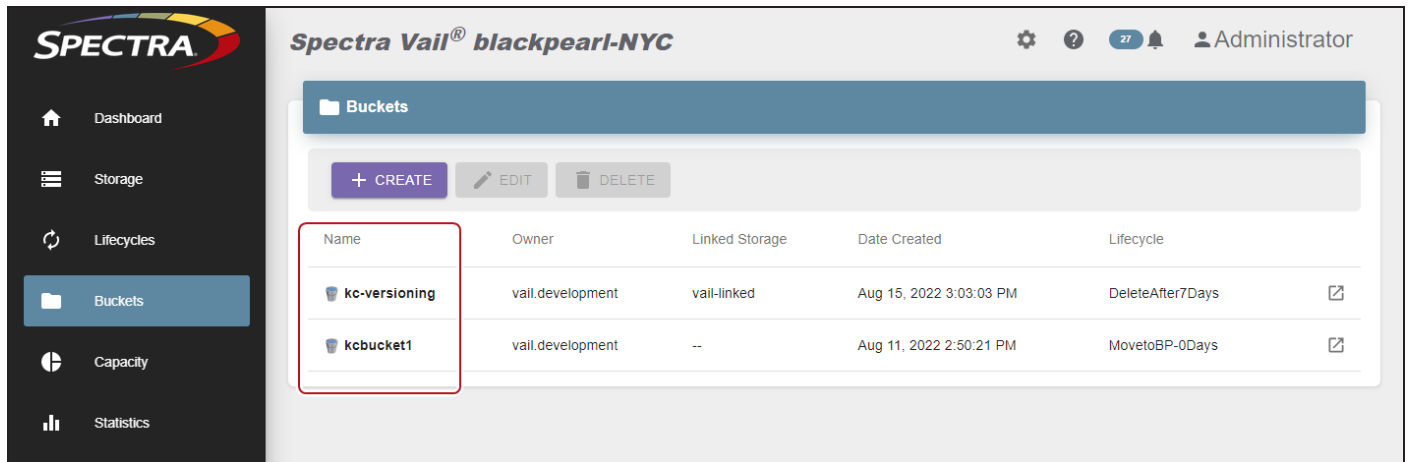 SPECTRA
Spectra Vail® blackpearl-NYC
27
Administrator
Dashboard
Storage
Lifecycles
Buckets
Capacity
Statistics
Buckets
+ CREATE
EDIT
DELETE
Name Owner Linked Storage Date Created Lifecycle
kc-versioning vail.development vail-linked Aug 15, 2022 3:03:03 PM DeleteAfter7Days
kcbucket1 vail.development -- Aug 11, 2022 2:50:21 PM MovetoBP-0Days